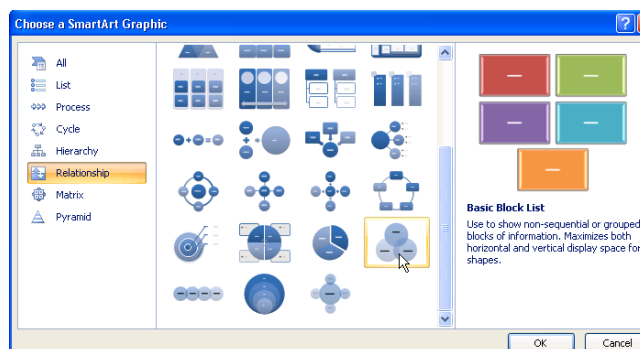 Choose a SmartArt Graphic
All
List
Process
Cycle
Hierarchy
Relationship
Matrix
Pyramid
Basic Block List
Use to show non-sequential or grouped
blocks of information. Maximizes both
horizontal and vertical display space for
shapes.
OK
Cancel